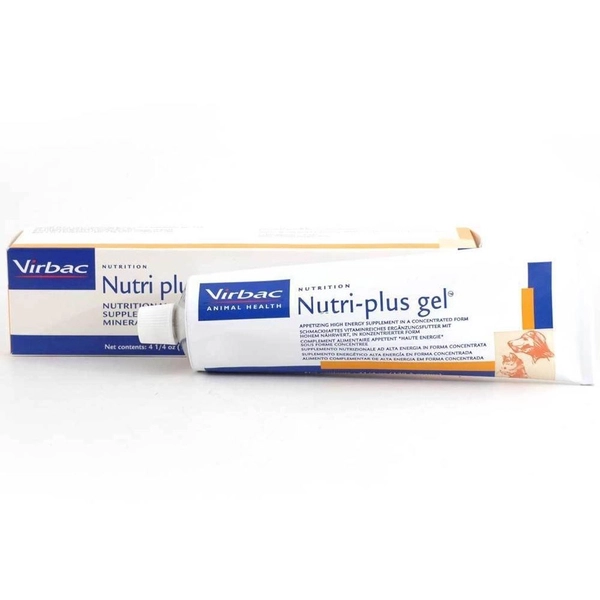 Virbac
NUTRITION
Nutri plu
NUTRITION
SUPPLE
MINERA
Net contents: 4 1/4 oz (
Virbac
ANIMAL HEALTH
NUTRITION
Nutri-plus gel™
APPETIZING HIGH ENERGY SUPPLEMENT IN A CONCENTRATED FORM
SCHMACKHAFTES VITAMINREICHES ERGÄNZUNGSFUTTER MIT
HOHEM NÄHRWERT, IN KONZENTRIERTER FORM
COMPLEMENT ALIMENTAIRE APPETENT "HAUTE ENERGIE"
SOUS FORME CONCENTREE
SUPPLEMENTO NUTRIZIONALE AD ALTA ENERGIA IN FORMA CONCENTRATA
SUPLEMENTO ENERGÉTICO DE ALTA ENERGÍA EN FORMA CONCENTRADA
ALIMENTO COMPLEMENTAR DE ALTA ENERGIA EM FORMA CONCENTRADA